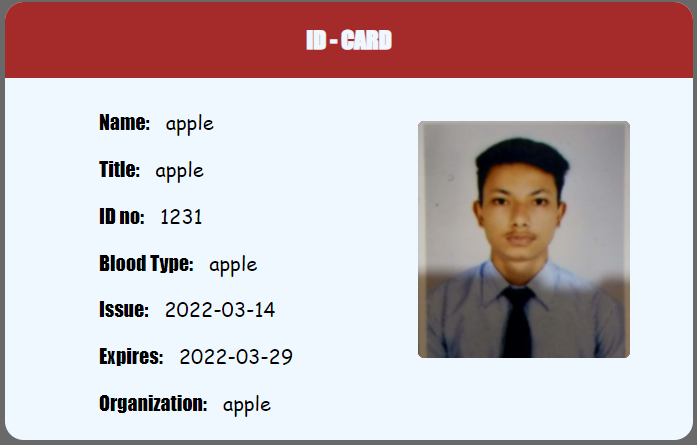 ID - CARD
Name: apple
Title: apple
ID no: 1231
Blood Type: apple
Issue: 2022-03-14
Expires: 2022-03-29
Organization: apple